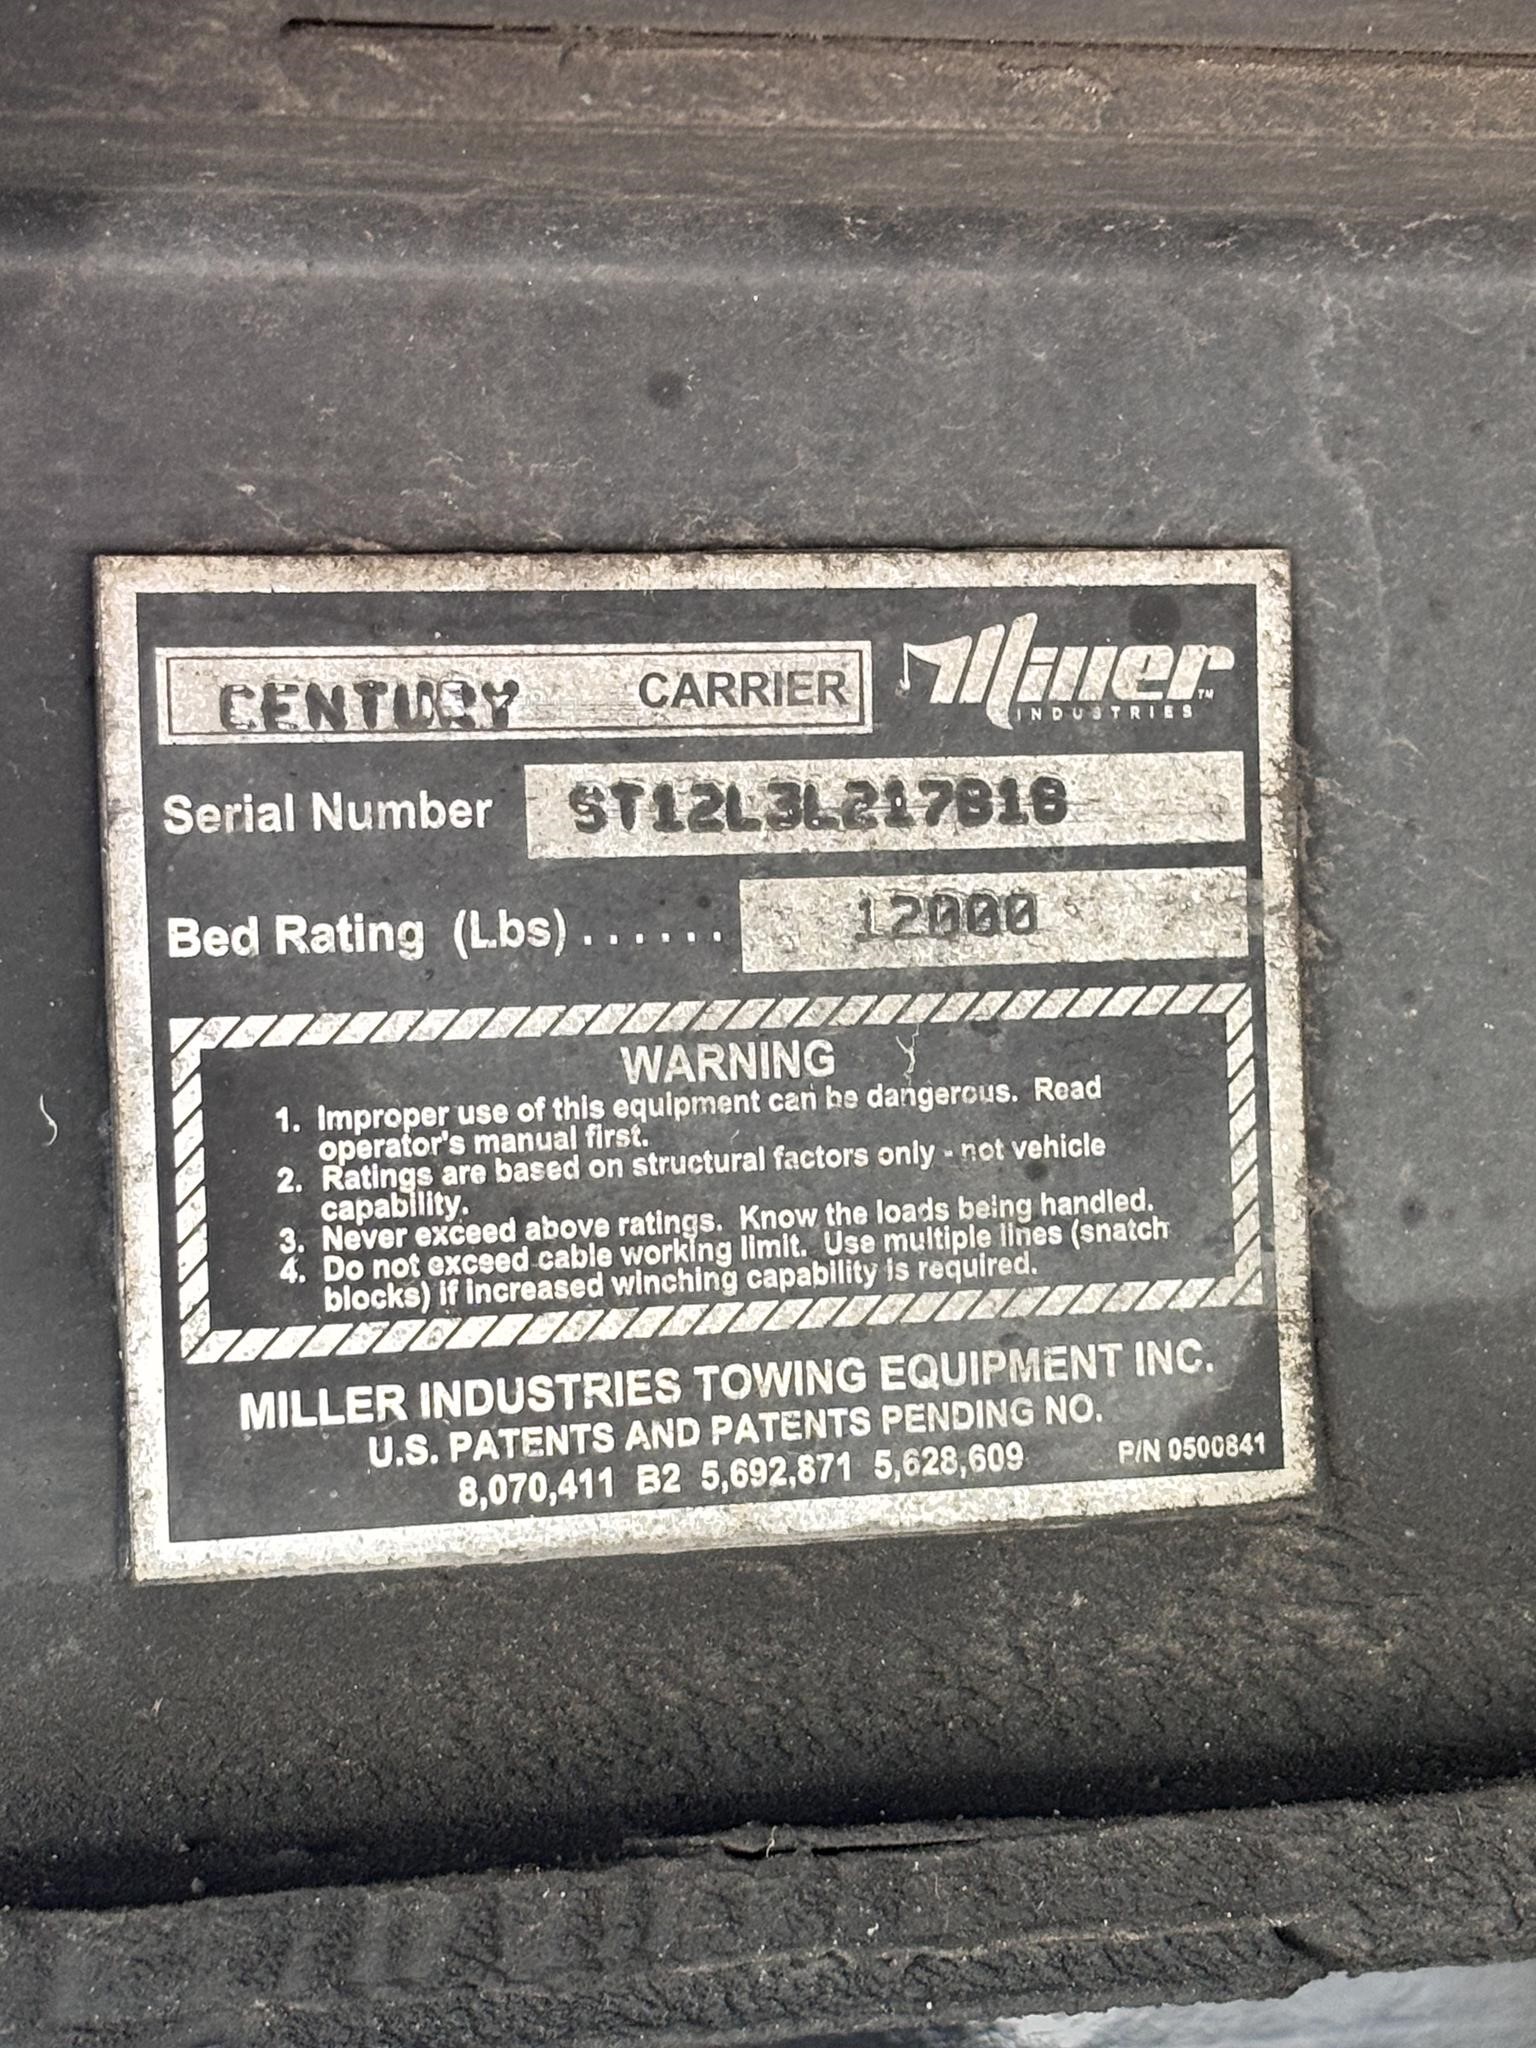 CENTURY CARRIER
Miller™
INDUSTRIES
Serial Number
Bed Rating (Lbs)...... 12000
WARNING
1. Improper use of this equipment can be dangerous. Read
operator's manual first.
2. Ratings are based on structural factors only - not vehicle
capability.
3. Never exceed above ratings. Know the loads being handled.
4. Do not exceed cable working limit. Use multiple lines (snatch
blocks) if increased winching capability is required.
MILLER INDUSTRIES TOWING EQUIPMENT INC.
U.S. PATENTS AND PATENTS PENDING NO.
8,070,411 B2 5,692,871 5,628,609 P/N 0500841